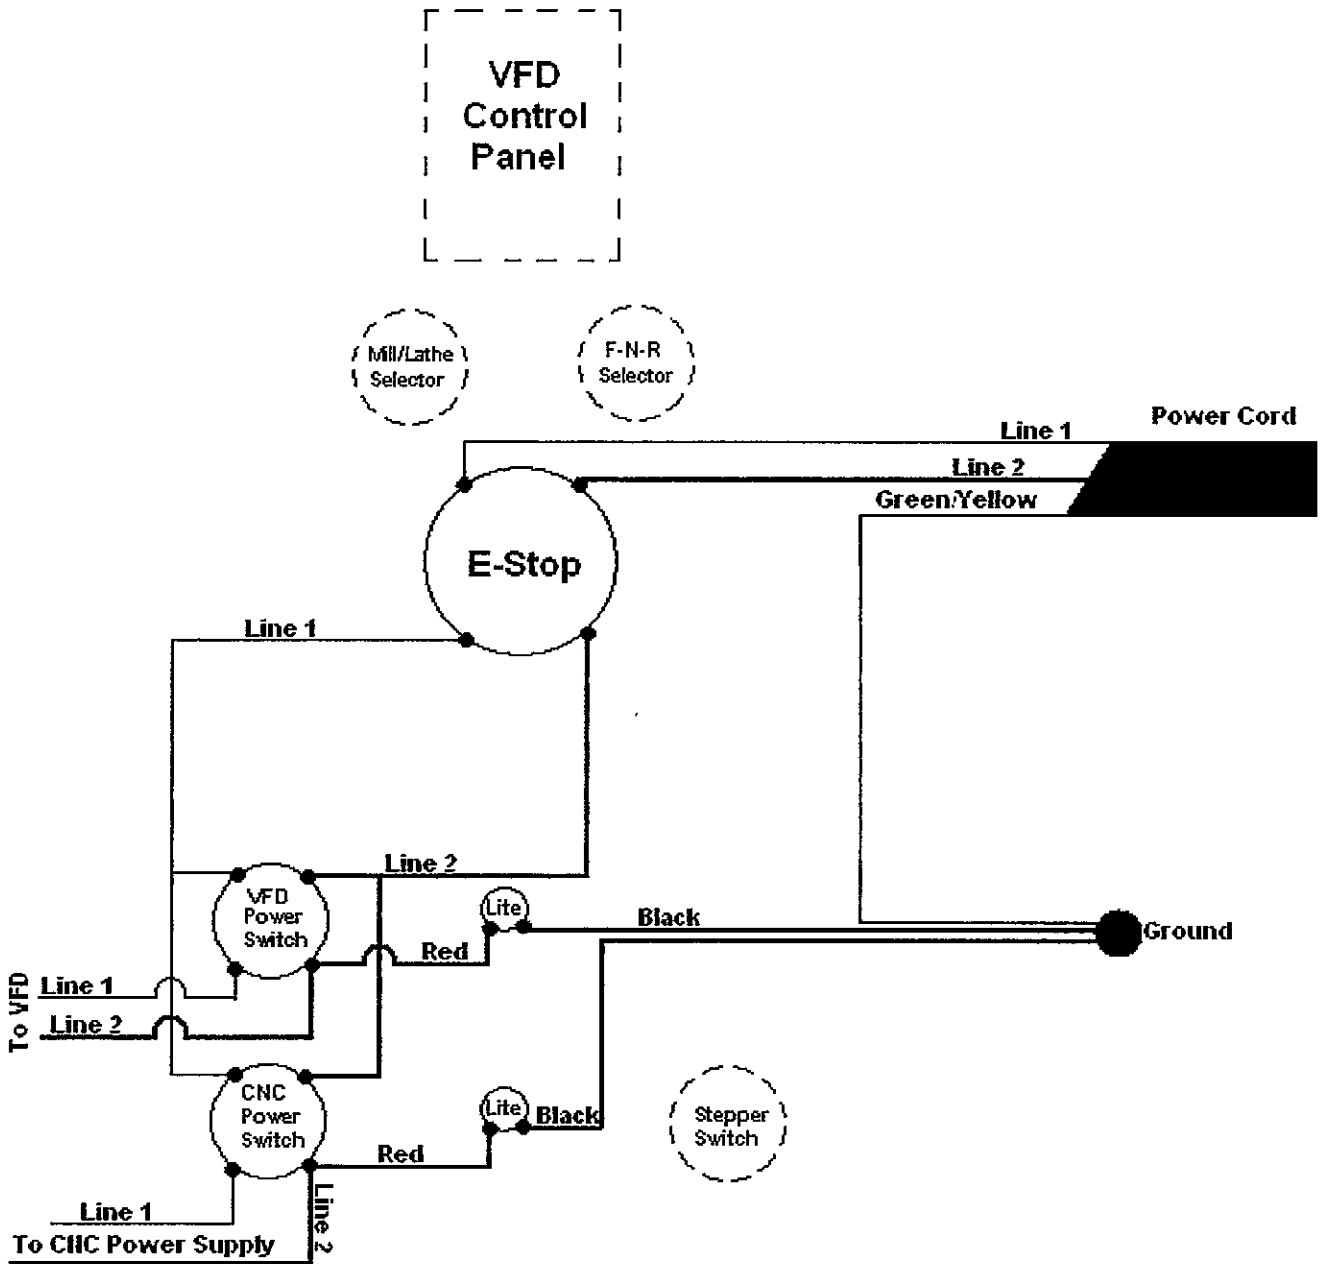 VFD
Control
Panel
Mill/Lathe
Selector
F-N-R
Selector
Power Cord
Line 1
Line 2
Green/Yellow
E-Stop
Line 1
Line 2
VFD
Power
Switch
Lite
Black
Red
Ground
To VFD
Line 1
Line 2
CNC
Power
Switch
Lite
Black
Red
Stepper
Switch
Line 1
Line 2
To CNC Power Supply